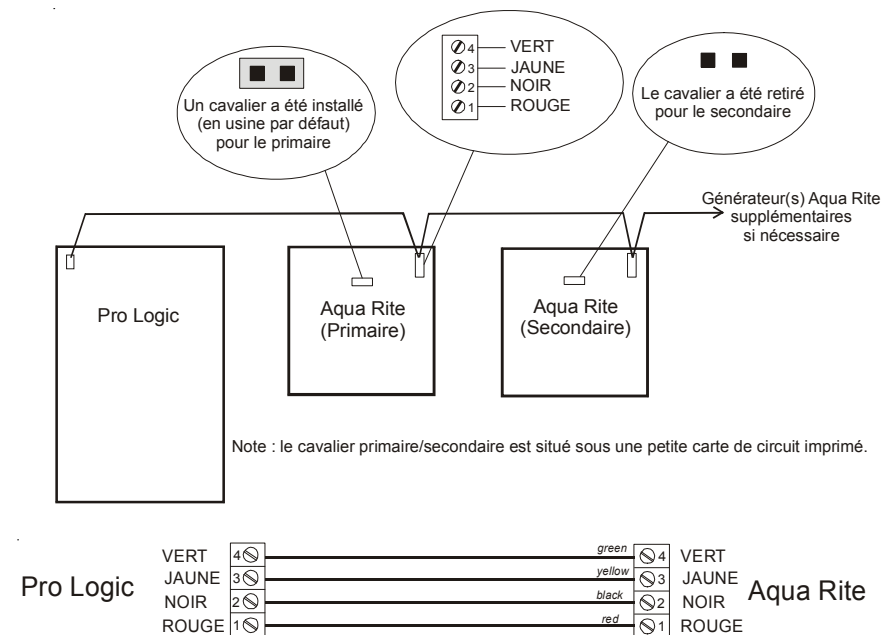 Un cavalier a été installé
(en usine par défaut)
pour le primaire
4 VERT
3 JAUNE
2 NOIR
1 ROUGE
Le cavalier a été retiré
pour le secondaire
Générateur(s) Aqua Rite
supplémentaires
si nécessaire
Pro Logic
Aqua Rite
(Primaire)
Aqua Rite
(Secondaire)
Note : le cavalier primaire/secondaire est situé sous une petite carte de circuit imprimé.
Pro Logic
VERT 4 green 4 VERT
JAUNE 3 yellow 3 JAUNE
NOIR 2 black 2 NOIR
ROUGE 1 red 1 ROUGE
Aqua Rite